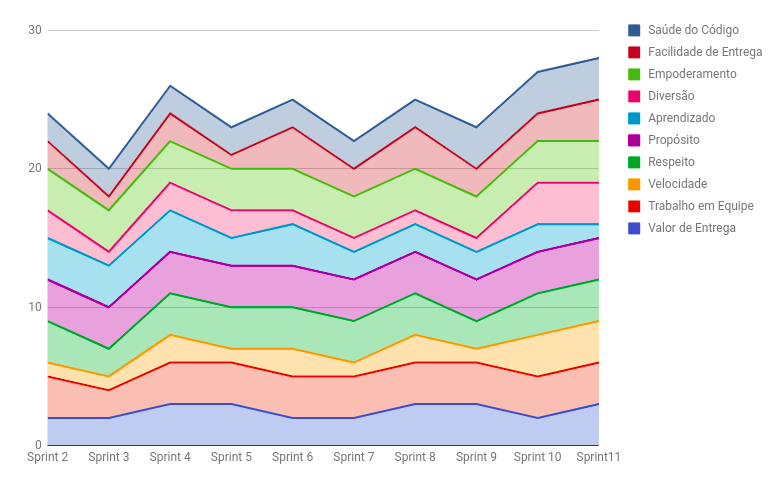 30
20
10
0
Sprint 2 Sprint 3 Sprint 4 Sprint 5 Sprint 6 Sprint 7 Sprint 8 Sprint 9 Sprint 10 Sprint11
Saúde do Código
Facilidade de Entrega
Empoderamento
Diversão
Aprendizado
Propósito
Respeito
Velocidade
Trabalho em Equipe
Valor de Entrega